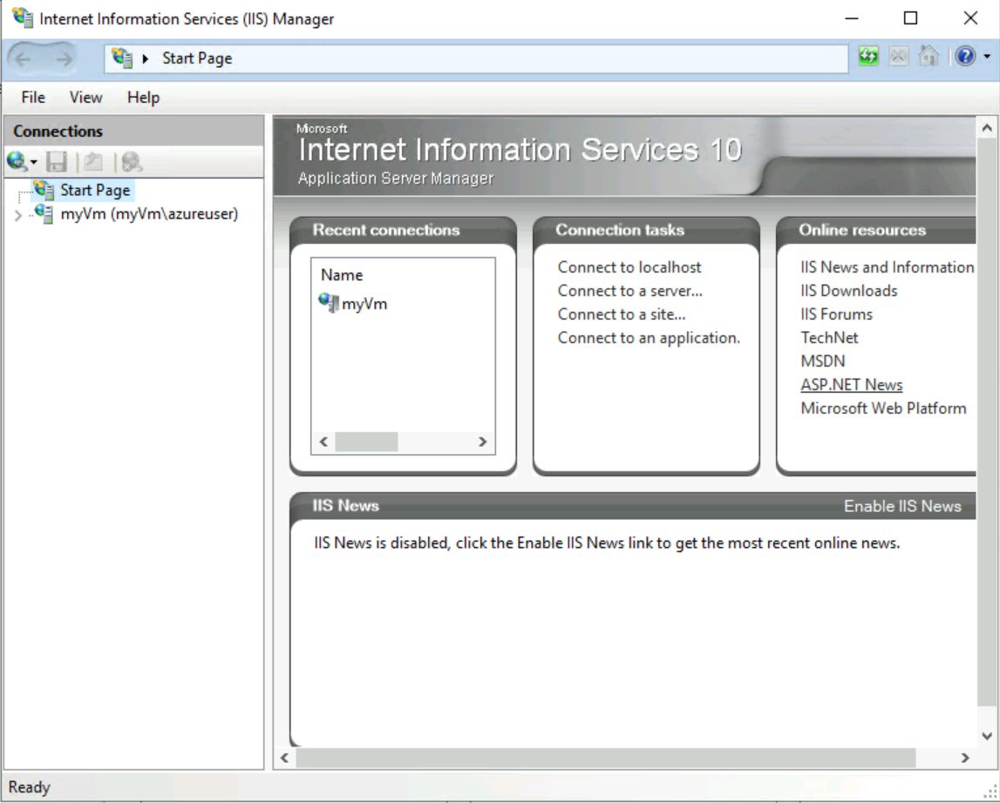 Internet Information Services (IIS) Manager
Start Page
File View Help
Connections
Start Page
myVm (myVm\azureuser)
Microsoft
Internet Information Services 10
Application Server Manager
Recent connections
Name
myVm
Connection tasks
Connect to localhost
Connect to a server...
Connect to a site...
Connect to an application.
Online resources
IIS News and Information
IIS Downloads
IIS Forums
TechNet
MSDN
ASP.NET News
Microsoft Web Platform
IIS News
Enable IIS News
IIS News is disabled, click the Enable IIS News link to get the most recent online news.
Ready